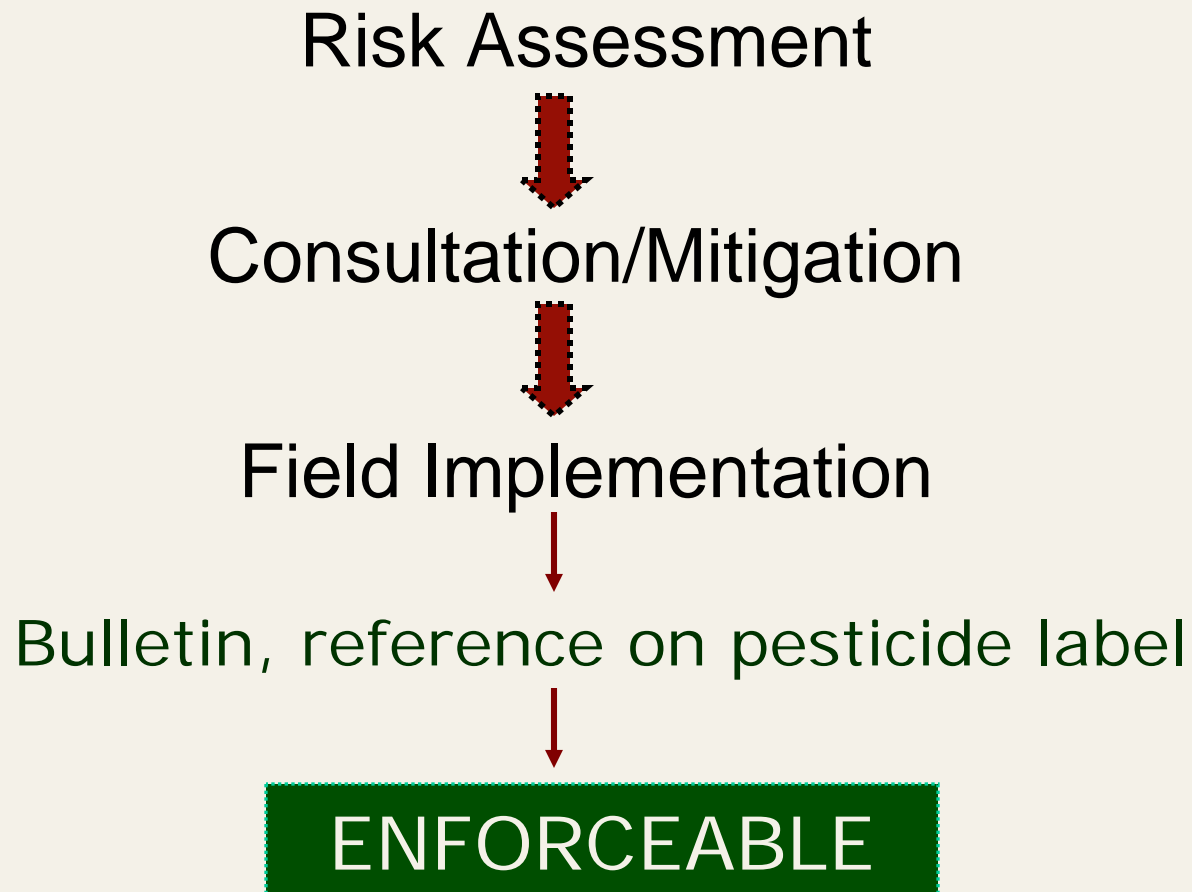 Risk Assessment
Consultation/Mitigation
Field Implementation
Bulletin, reference on pesticide label
ENFORCEABLE